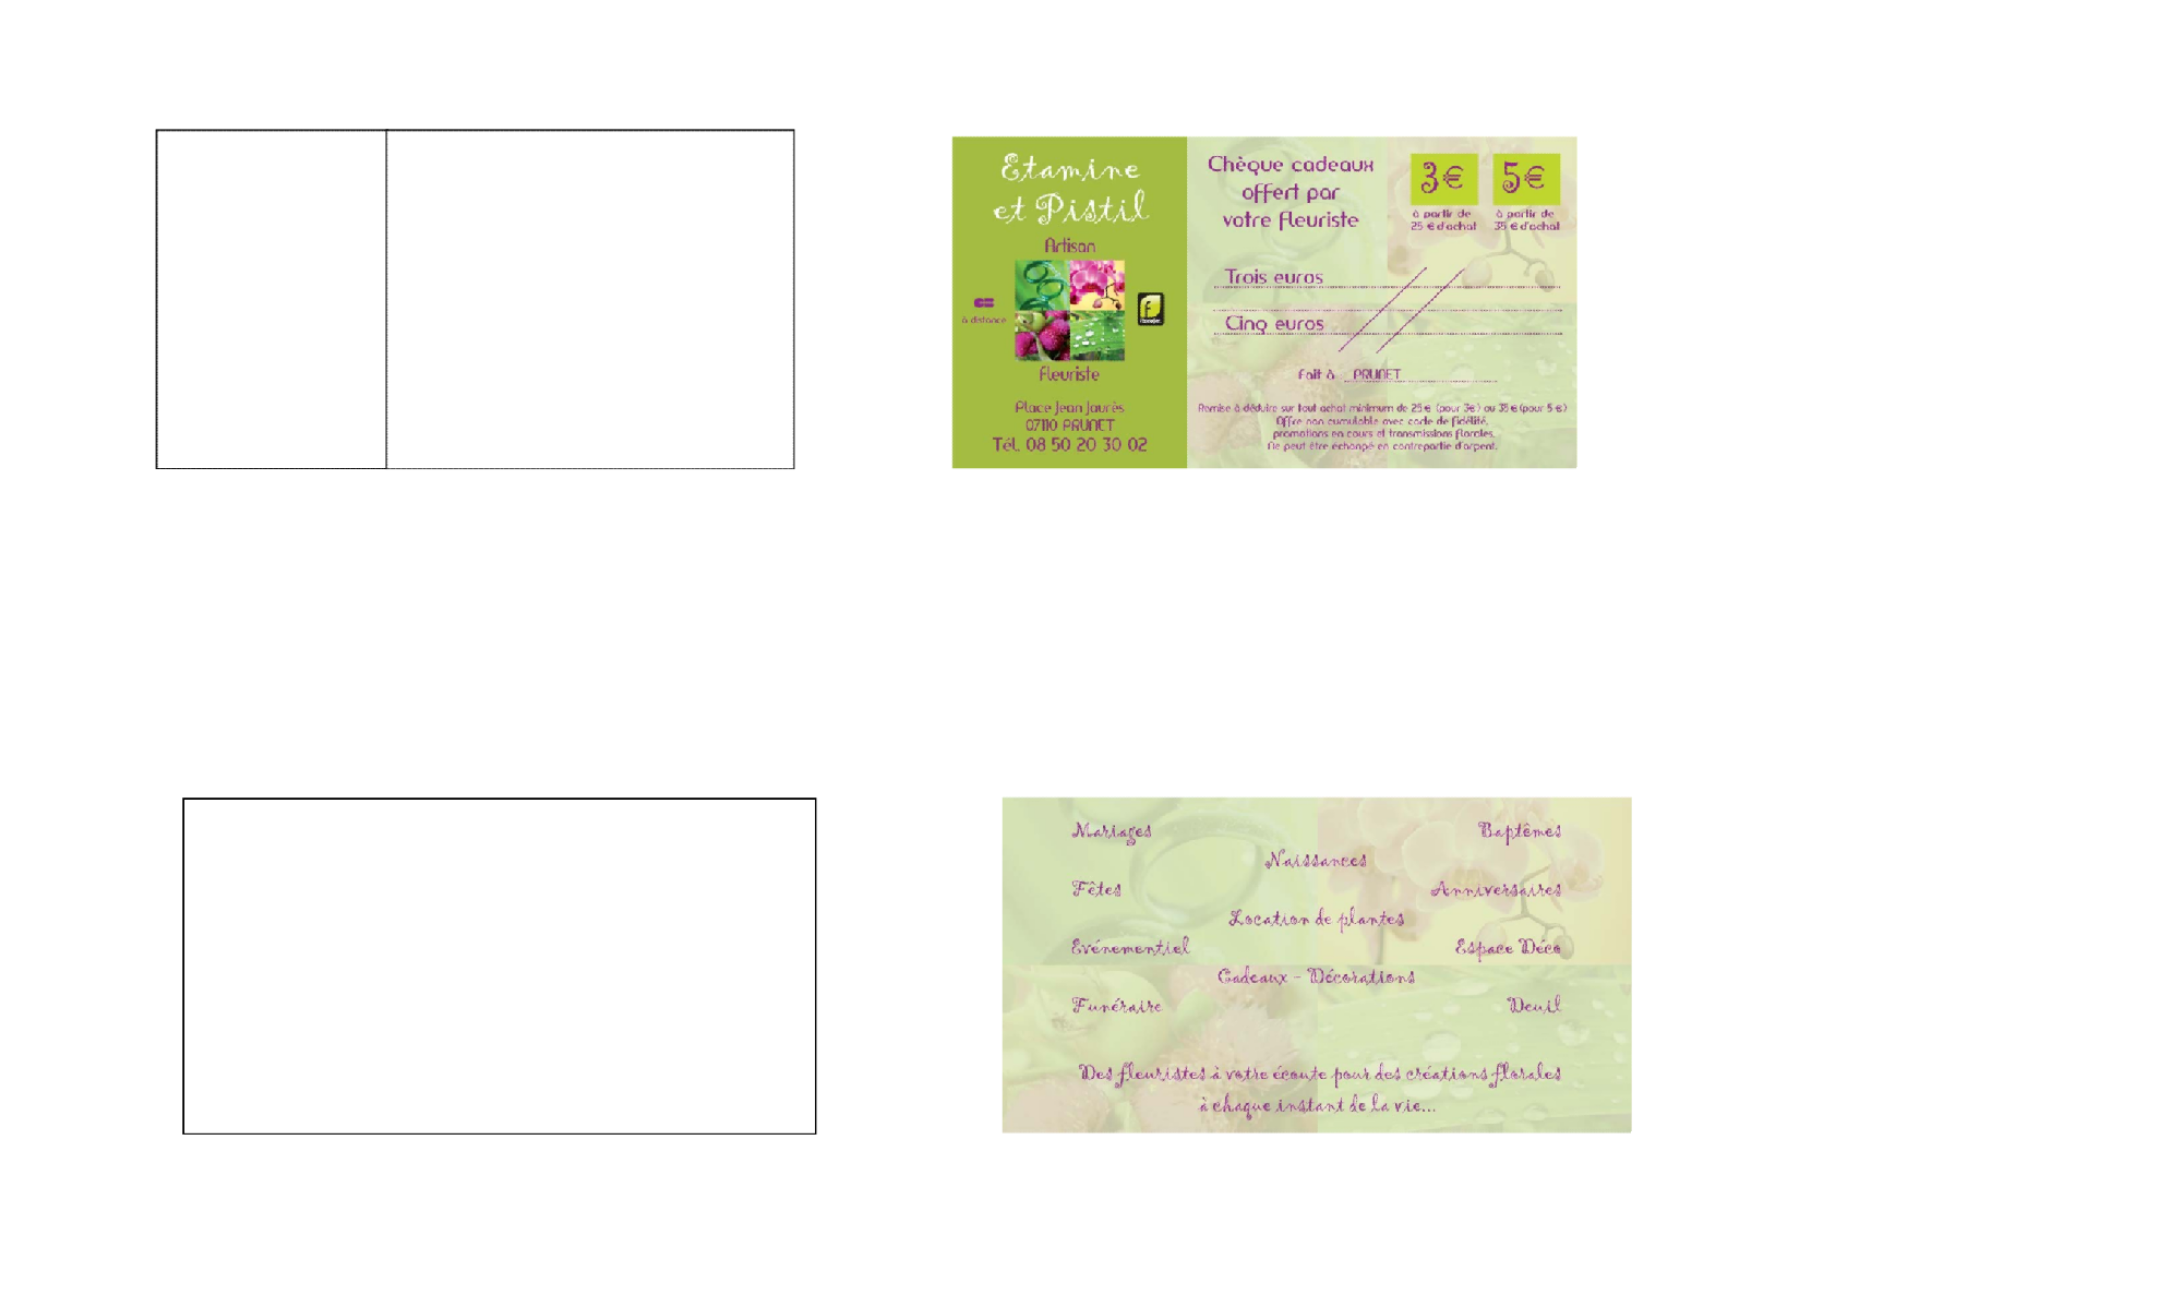 Etamine
et Pistil
Artisan
à distance
Fleuriste
Place Jean Jaurès
07110 PRUNET
Tél. 08 50 20 30 02
Chèque cadeaux
offert par
votre fleuriste
3€ 5€
à partir de à partir de
25 € d'achat 35 € d'achat
Trois euros
Cinq euros
Fait à PRUNET
Remise à déduire sur tout achat minimum de 25 € (pour 3€) ou 35 € (pour 5 €)
Offre non cumulable avec carte de fidélité,
promotions en cours et transmissions florales.
Ne peut être échangé en contrepartie d'argent.
Mariages Baptêmes
Naissances
Fêtes Anniversaires
Location de plantes
Evénementiel Espace Déco
Cadeaux - Décorations
Funéraire Deuil
Des fleuristes à votre écoute pour des créations florales
à chaque instant de la vie...